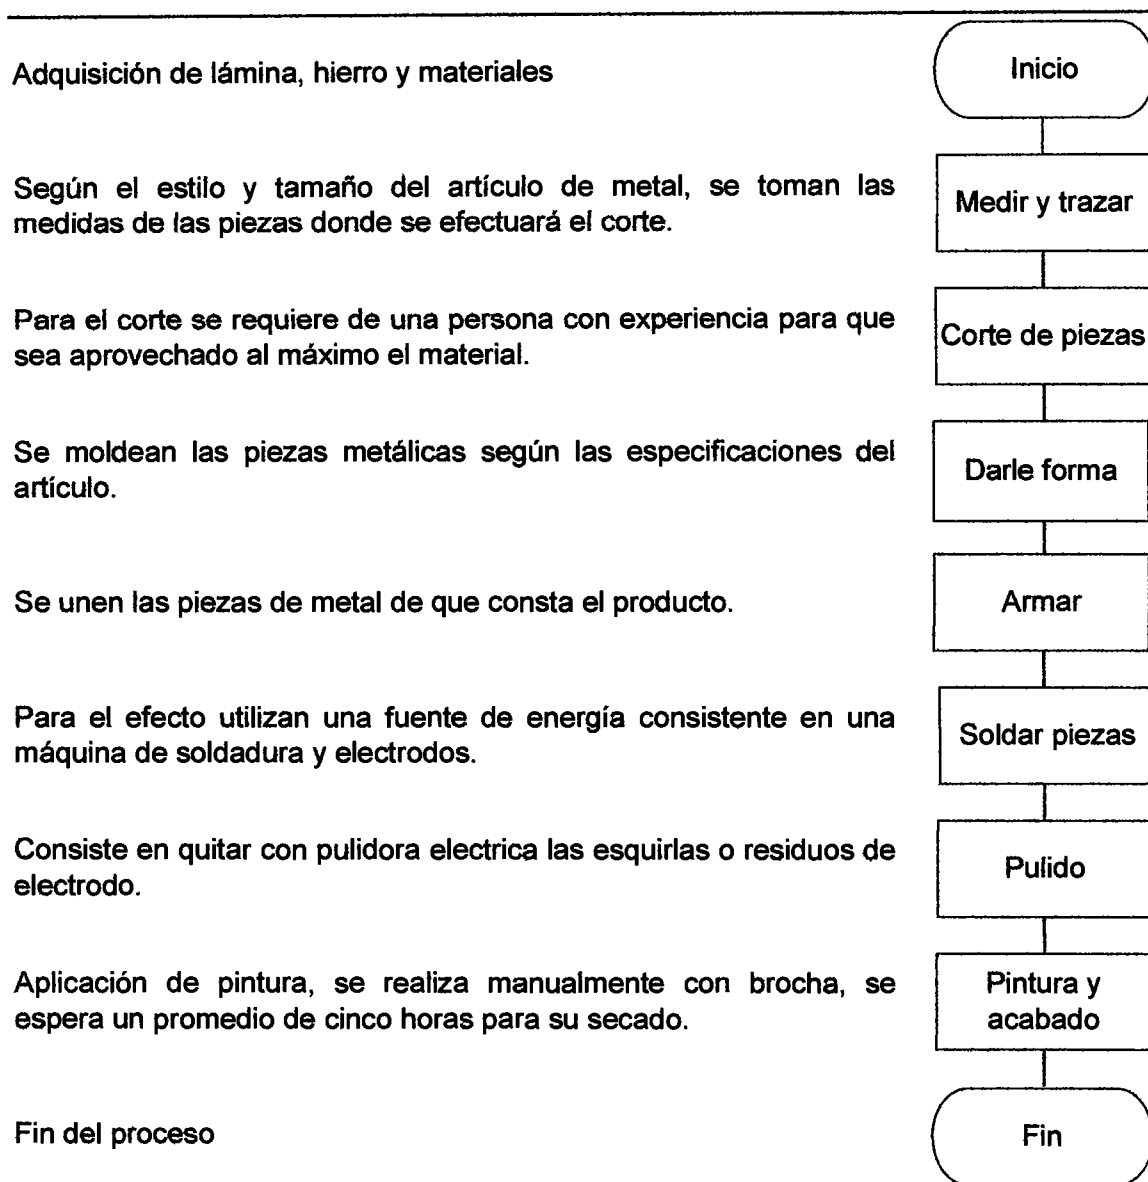 Adquisición de lámina, hierro y materiales
Inicio
Según el estilo y tamaño del artículo de metal, se toman las
medidas de las piezas donde se efectuará el corte.
Medir y trazar
Para el corte se requiere de una persona con experiencia para que
sea aprovechado al máximo el material.
Corte de piezas
Se moldean las piezas metálicas según las especificaciones del
artículo.
Darle forma
Se unen las piezas de metal de que consta el producto.
Armar
Para el efecto utilizan una fuente de energía consistente en una
máquina de soldadura y electrodos.
Soldar piezas
Consiste en quitar con pulidora electrica las esquirlas o residuos de
electrodo.
Pulido
Aplicación de pintura, se realiza manualmente con brocha, se
espera un promedio de cinco horas para su secado.
Pintura y
acabado
Fin del proceso
Fin